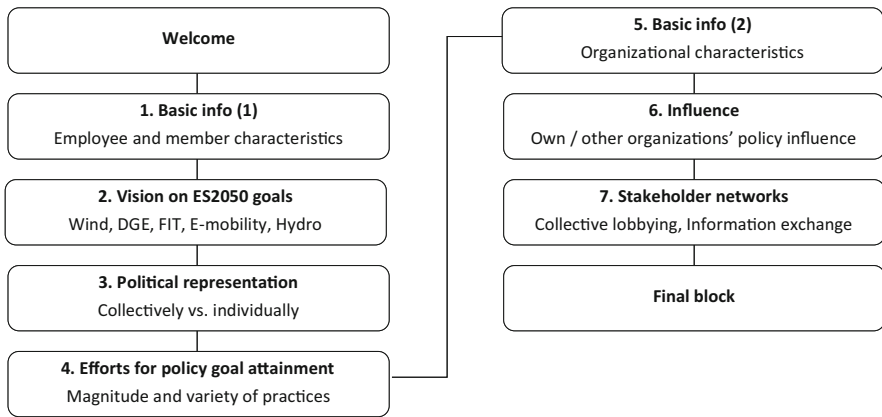 Welcome
1. Basic info (1)
Employee and member characteristics
2. Vision on ES2050 goals
Wind, DGE, FIT, E-mobility, Hydro
3. Political representation
Collectively vs. individually
4. Efforts for policy goal attainment
Magnitude and variety of practices
5. Basic info (2)
Organizational characteristics
6. Influence
Own / other organizations’ policy influence
7. Stakeholder networks
Collective lobbying, Information exchange
Final block